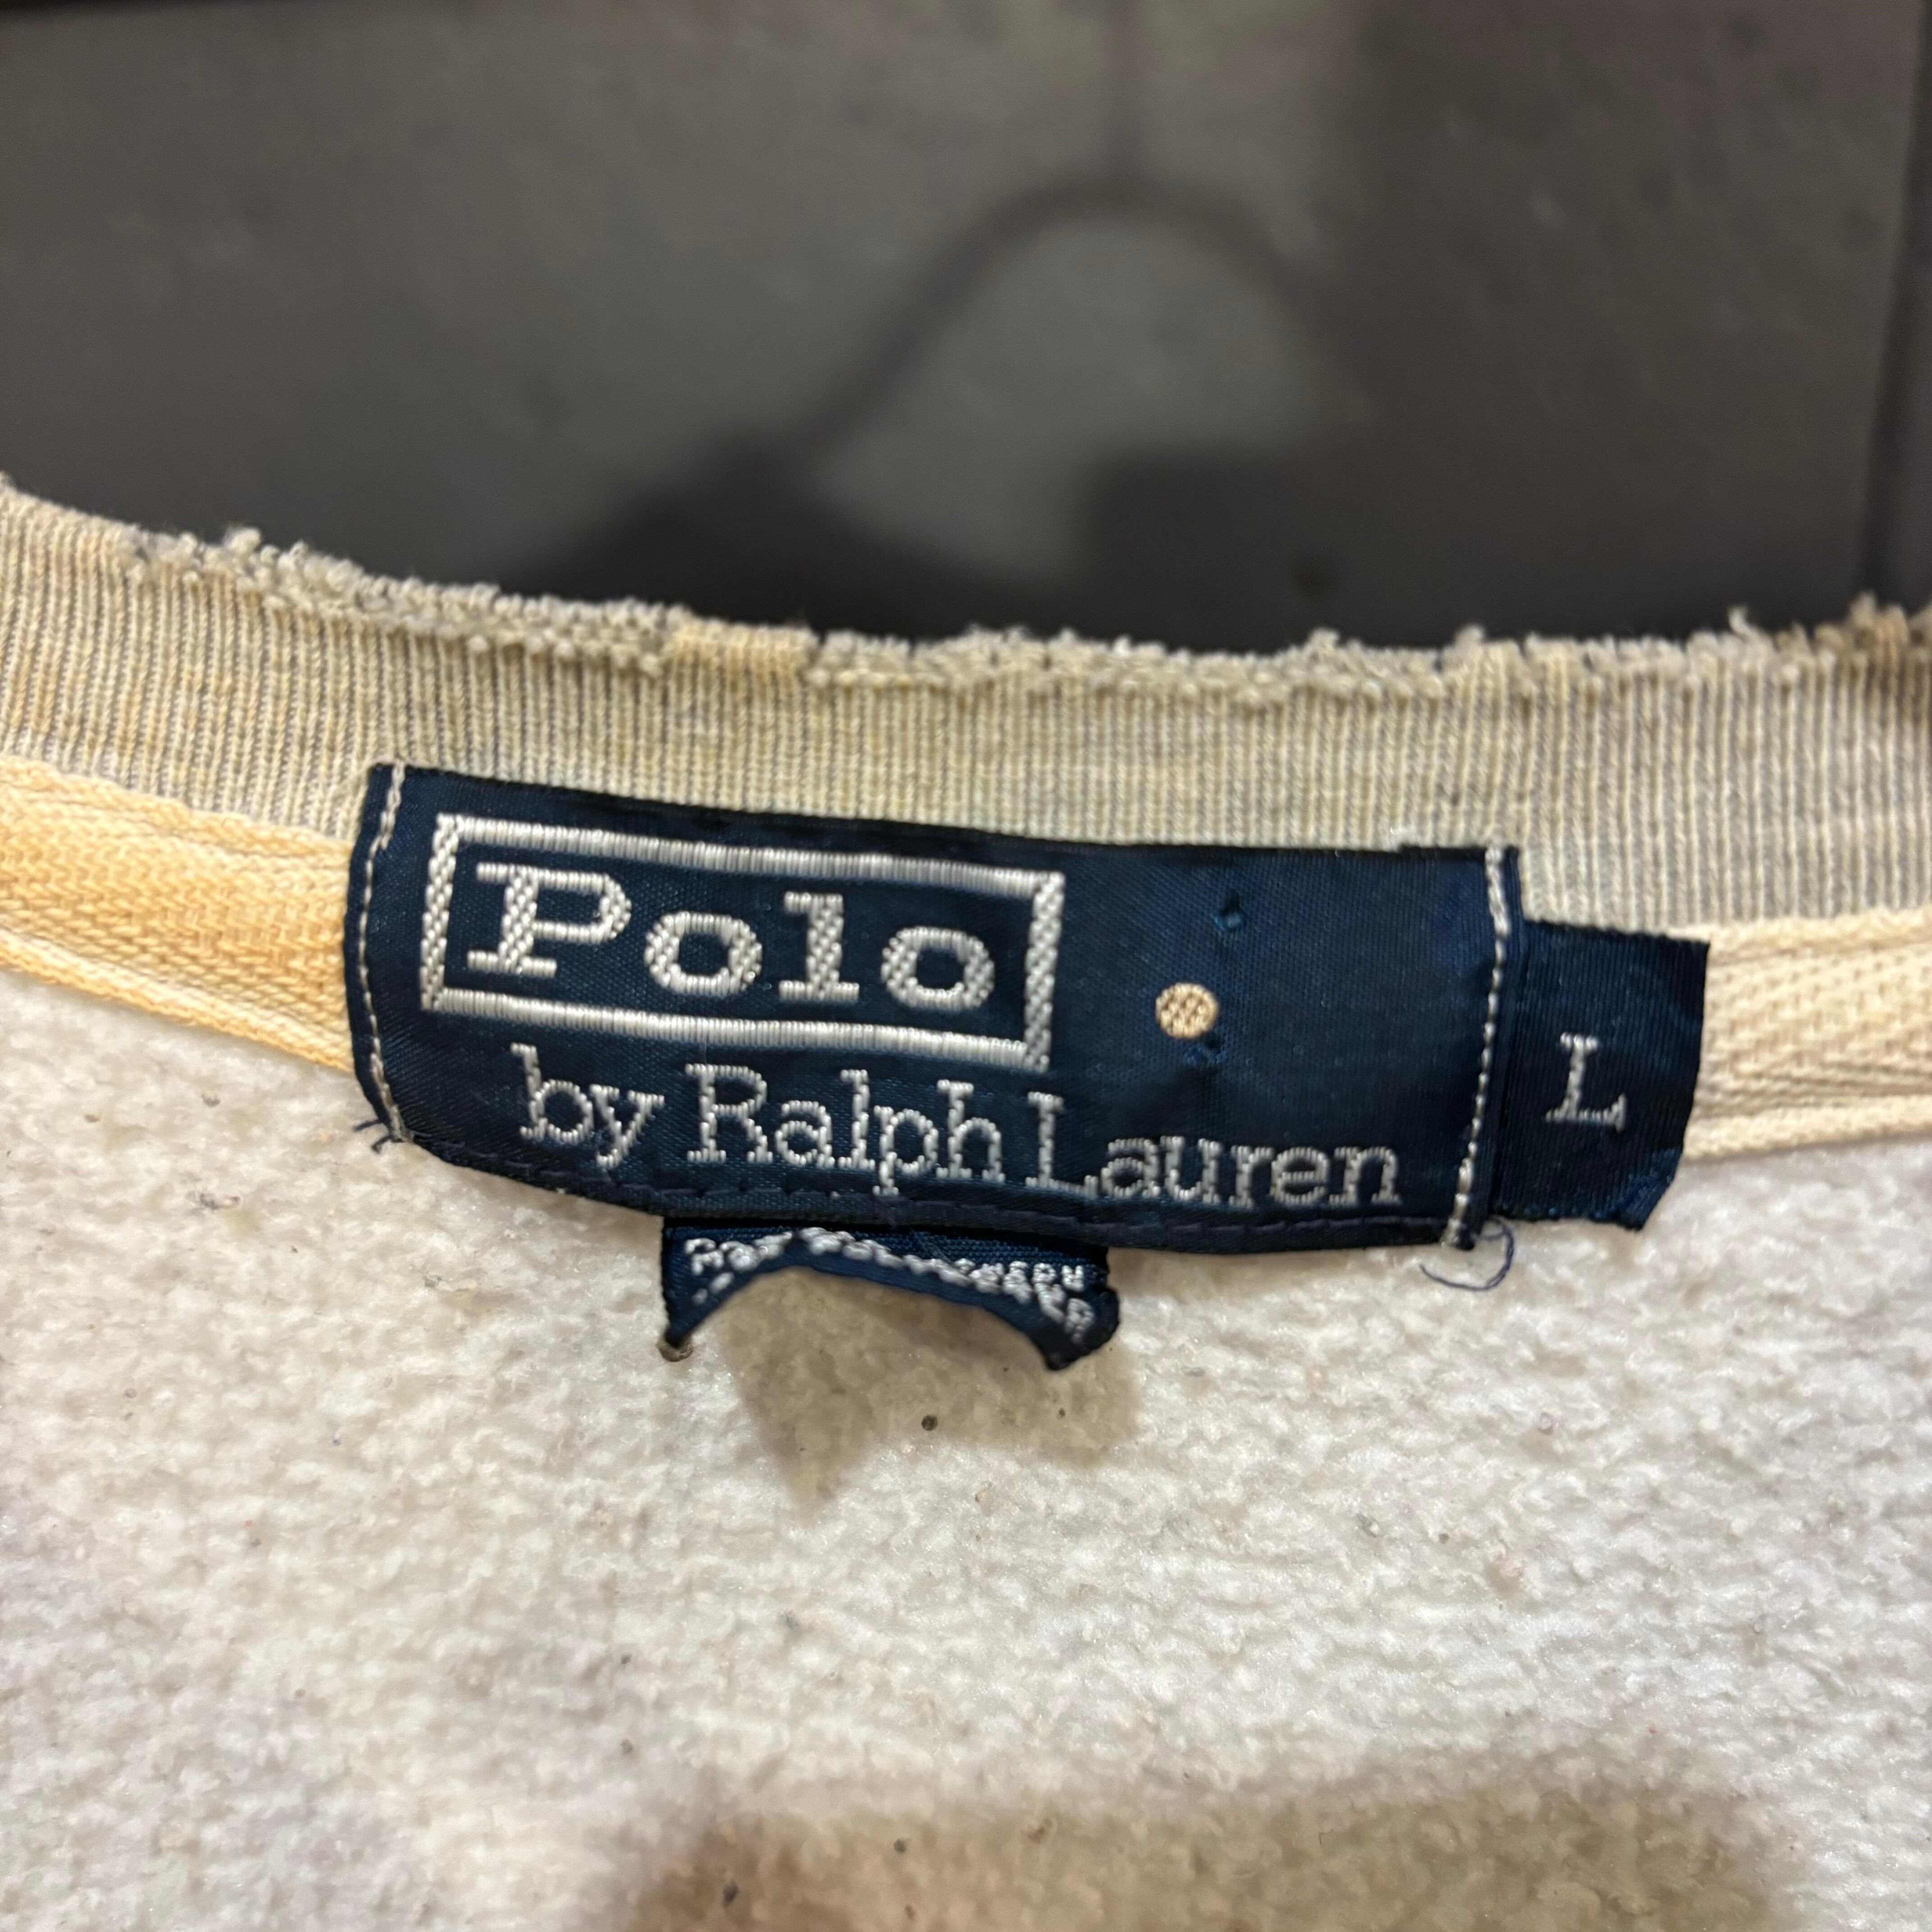 Polo
by Ralph Lauren
L